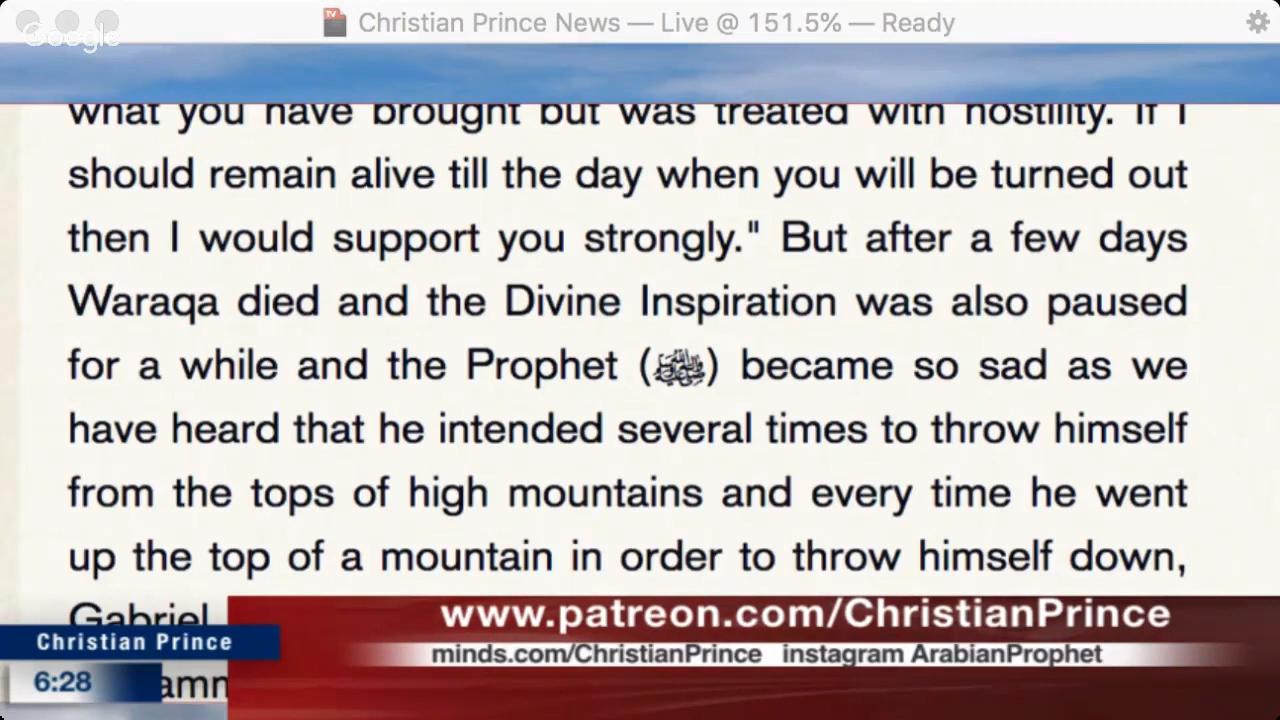 TV
Christian Prince News — Live @ 151.5% — Ready
Google
what you have brought but was treated with hostility. If I
should remain alive till the day when you will be turned out
then I would support you strongly." But after a few days
Waraqa died and the Divine Inspiration was also paused
for a while and the Prophet (ﷺ) became so sad as we
have heard that he intended several times to throw himself
from the tops of high mountains and every time he went
up the top of a mountain in order to throw himself down,
Gabriel
www.patreon.com/ChristianPrince
Christian Prince
minds.com/ChristianPrince instagram ArabianProphet
6:28